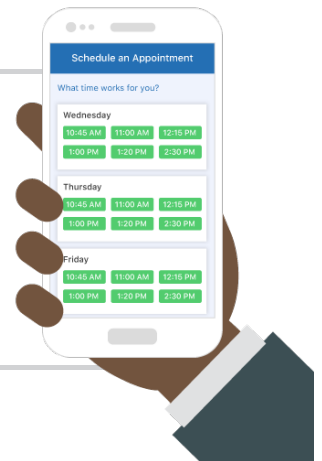 Schedule an Appointment
What time works for you?
Wednesday
10:45 AM 11:00 AM 12:15 PM
1:00 PM 1:20 PM 2:30 PM
Thursday
10:45 AM 11:00 AM 12:15 PM
1:00 PM 1:20 PM 2:30 PM
Friday
10:45 AM 11:00 AM 12:15 PM
1:00 PM 1:20 PM 2:30 PM